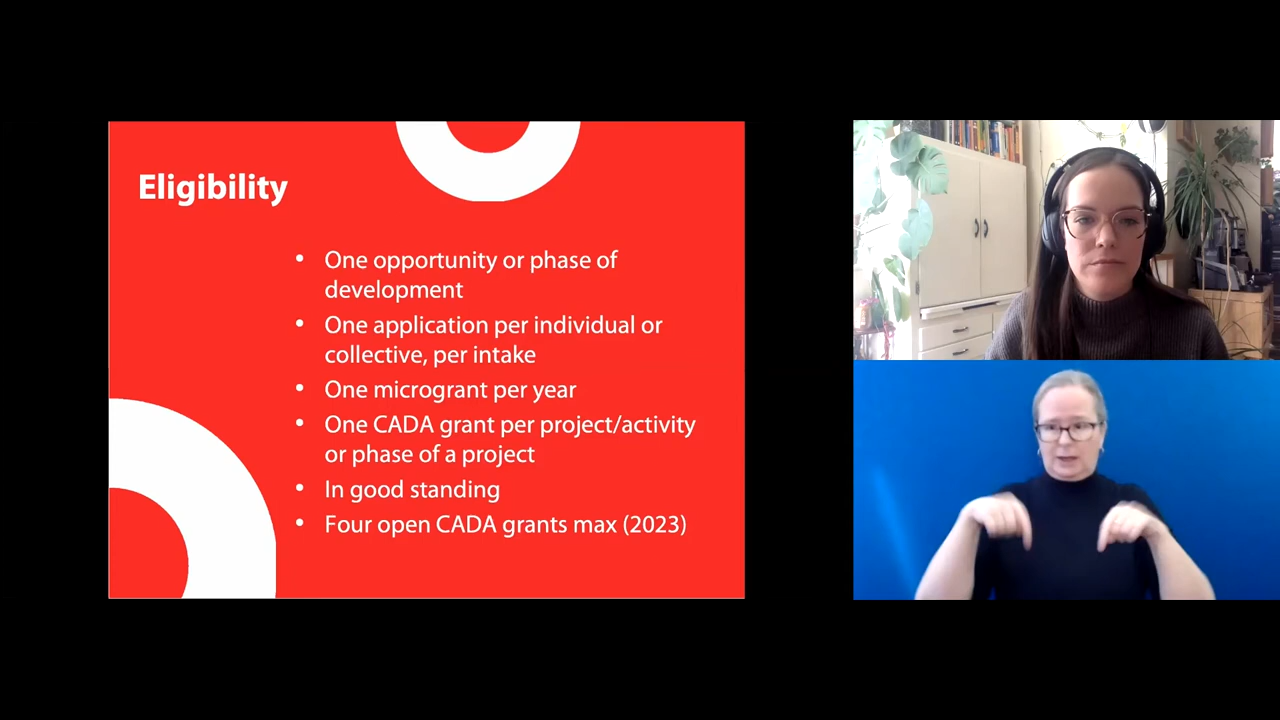 Eligibility
• One opportunity or phase of
development
• One application per individual or
collective, per intake
• One microgrant per year
• One CADA grant per project/activity
or phase of a project
• In good standing
• Four open CADA grants max (2023)